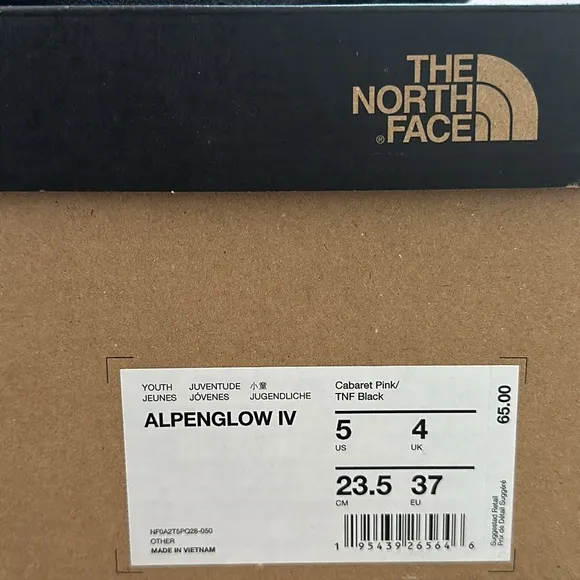 THE
NORTH
®FACE
YOUTH JUVENTUDE 小童
JEUNES JÓVENES JUGENDLICHE
ALPENGLOW IV
Cabaret Pink/
TNF Black
5 4
US UK
23.5 37
CM EU
1 95439 26564 6
NF0A2T5PQ28-050
OTHER
MADE IN VIETNAM
65.00
Suggested Retail
Prix de Détail Suggéré